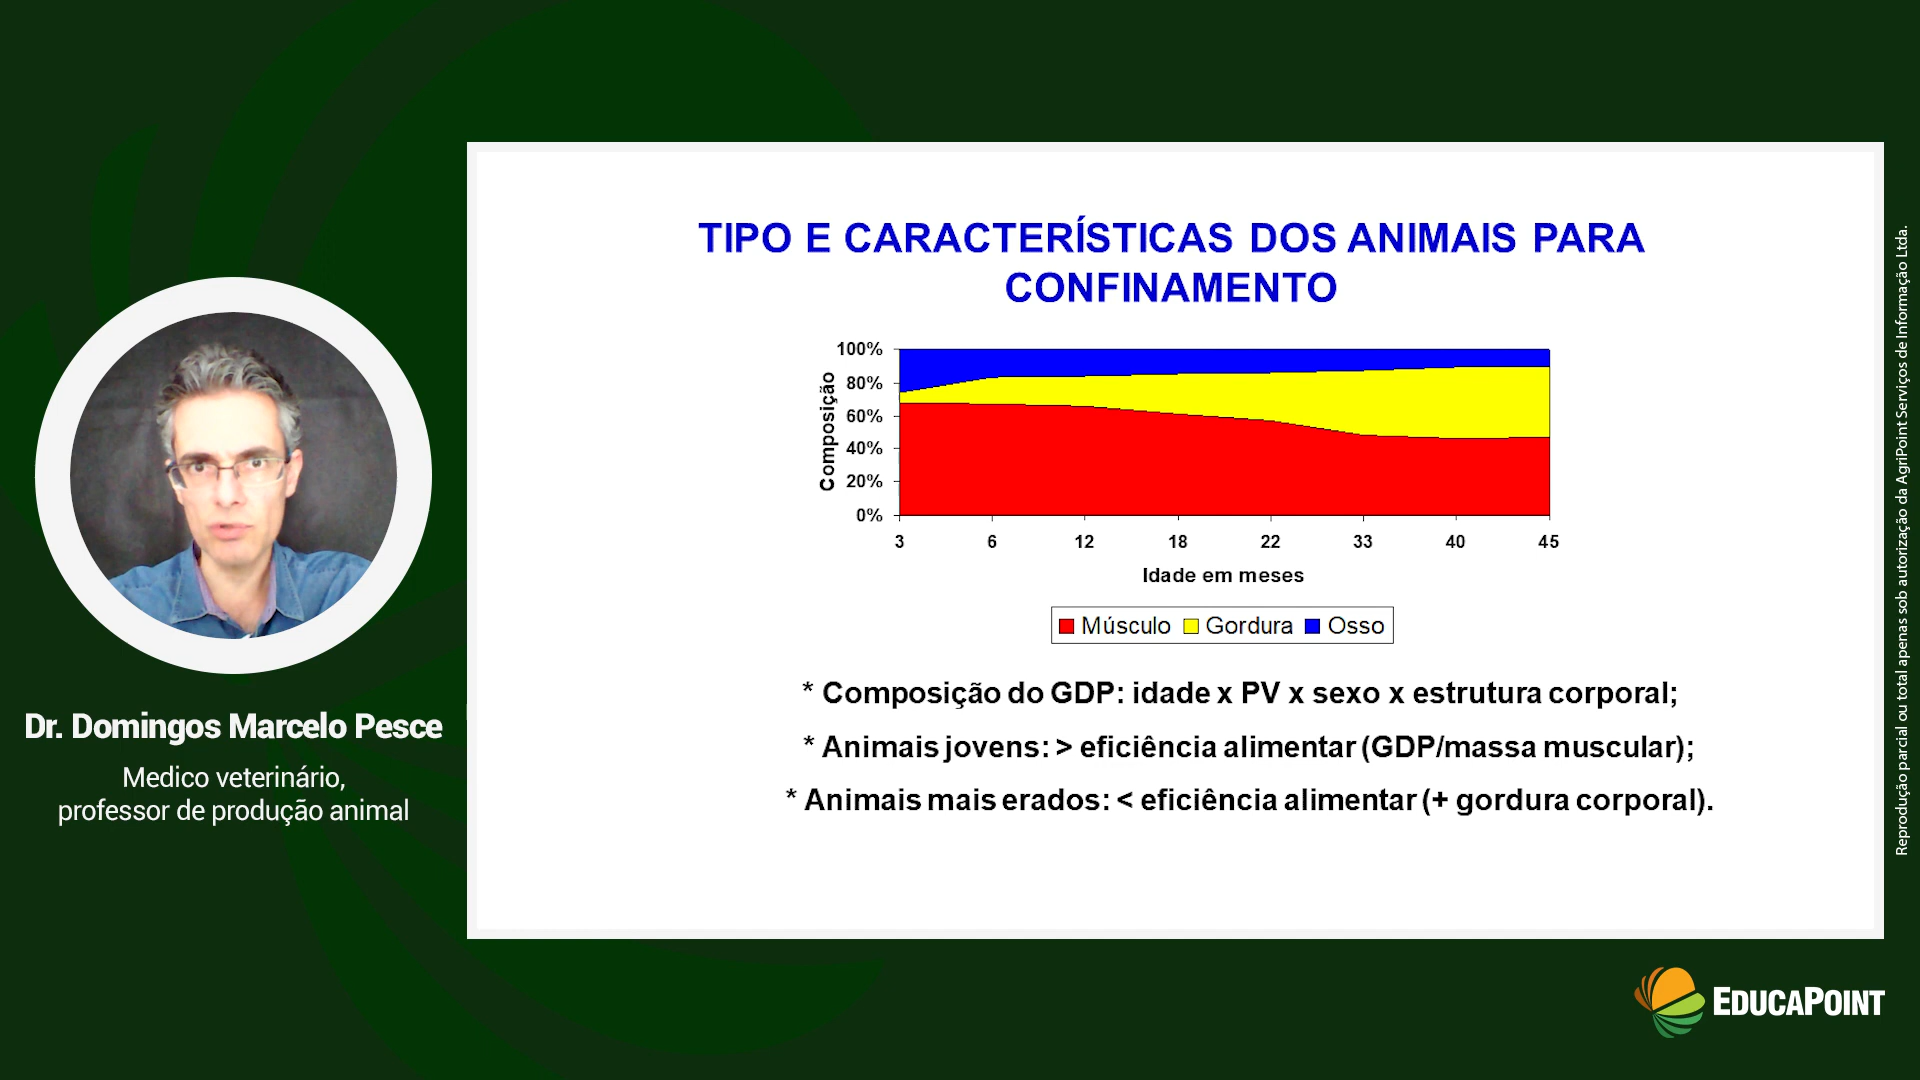 TIPO E CARACTERÍSTICAS DOS ANIMAIS PARA
CONFINAMENTO
Composição
100%
80%
60%
40%
20%
0%
3 6 12 18 22 33 40 45
Idade em meses
Músculo Gordura Osso
* Composição do GDP: idade x PV x sexo x estrutura corporal;
* Animais jovens: > eficiência alimentar (GDP/massa muscular);
* Animais mais erados: < eficiência alimentar (+ gordura corporal).
Dr. Domingos Marcelo Pesce
Medico veterinário,
professor de produção animal
Reprodução parcial ou total apenas sob autorização da AgriPoint Serviços de Informação Ltda.
EDUCAPOINT